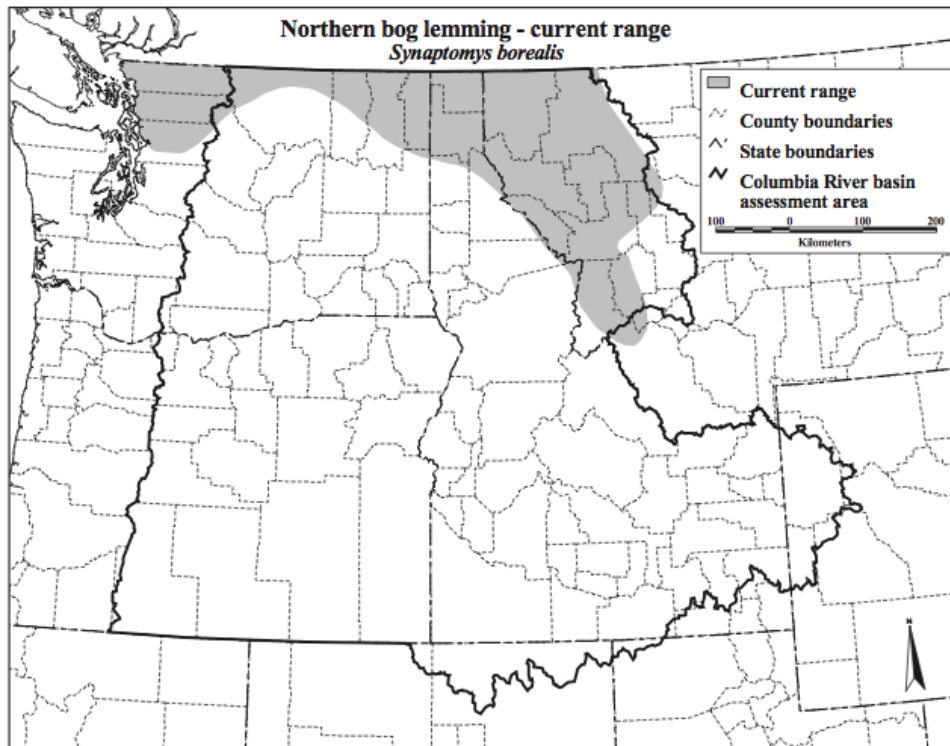 Northern bog lemming - current range
Synaptomys borealis
Current range
County boundaries
State boundaries
Columbia River basin
assessment area
100 0 100 200
Kilometers
N